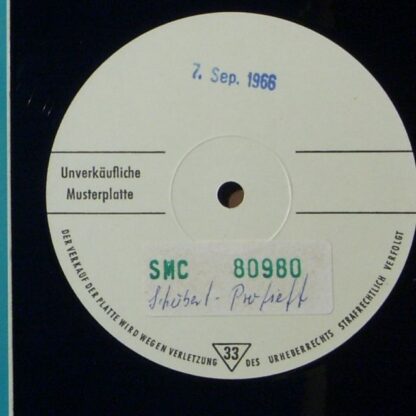 7. Sep. 1966
Unverkäufliche
Musterplatte
SMC 80980
Schubert - Prokofieff
DER VERKAUF DER PLATTE WIRD WEGEN VERLETZUNG DES URHEBERRECHTS STRAFRECHTLICH VERFOLGT
33